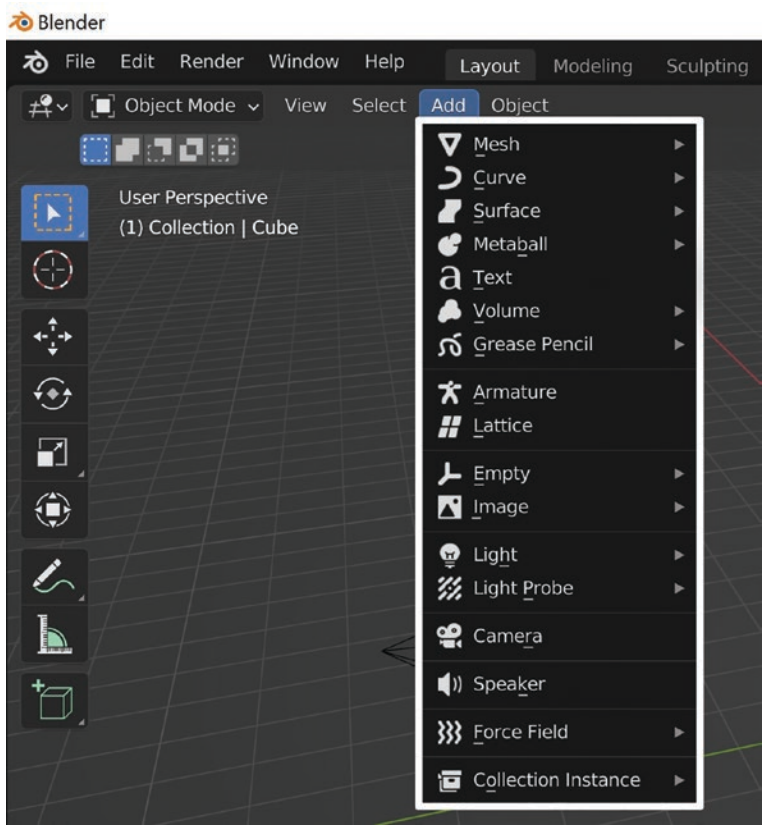 Blender
File Edit Render Window Help Layout Modeling Sculpting
Object Mode View Select Add Object
User Perspective
(1) Collection | Cube
Mesh
Curve
Surface
Metaball
Text
Volume
Grease Pencil
Armature
Lattice
Empty
Image
Light
Light Probe
Camera
Speaker
Force Field
Collection Instance